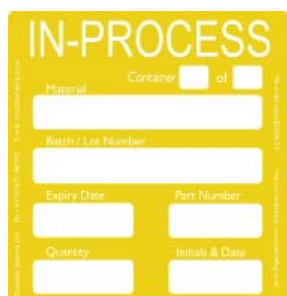 IN-PROCESS
Container of
Material
Batch / Lot Number
Expiry Date Part Number
Quantity Initials & Date